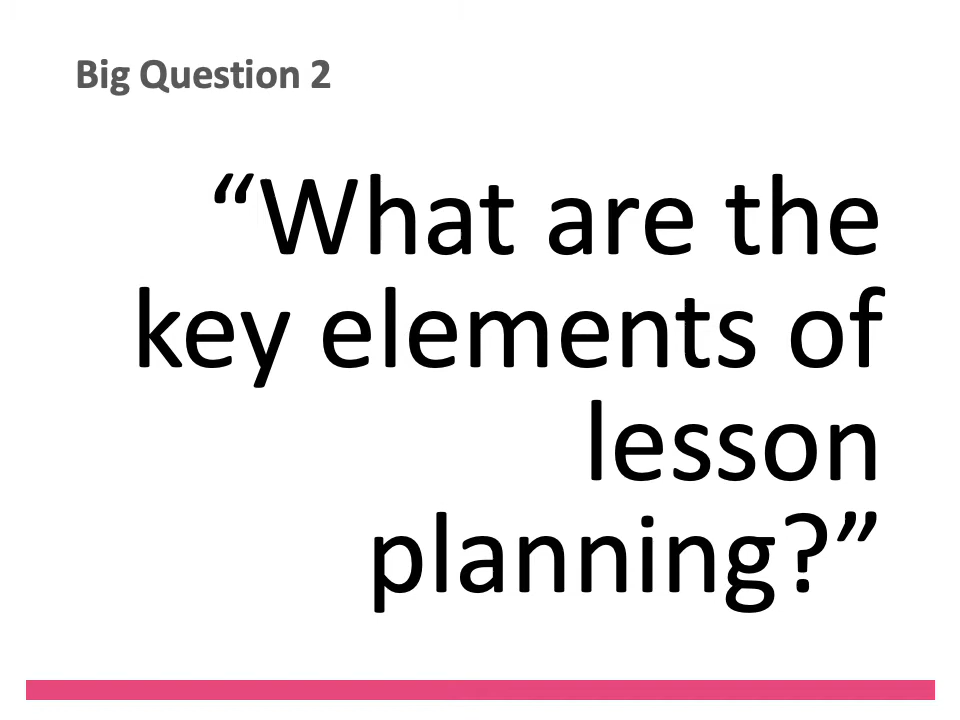 Big Question 2
“What are the
key elements of
lesson
planning?”